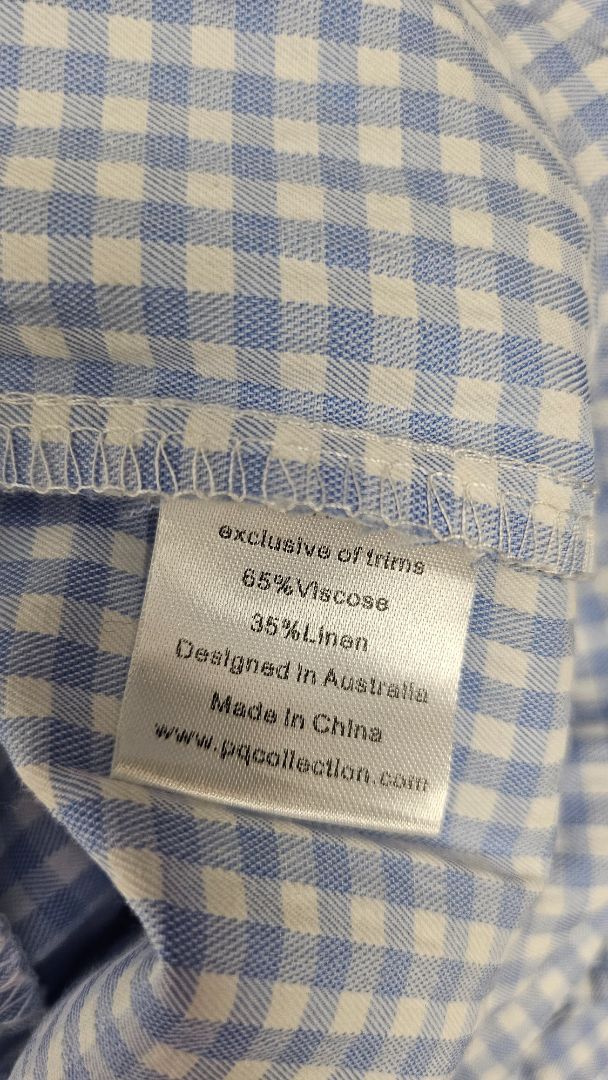 exclusive of trims
65%Viscose
35%Linen
Designed in Australia
Made in China
www.pqcollection.com